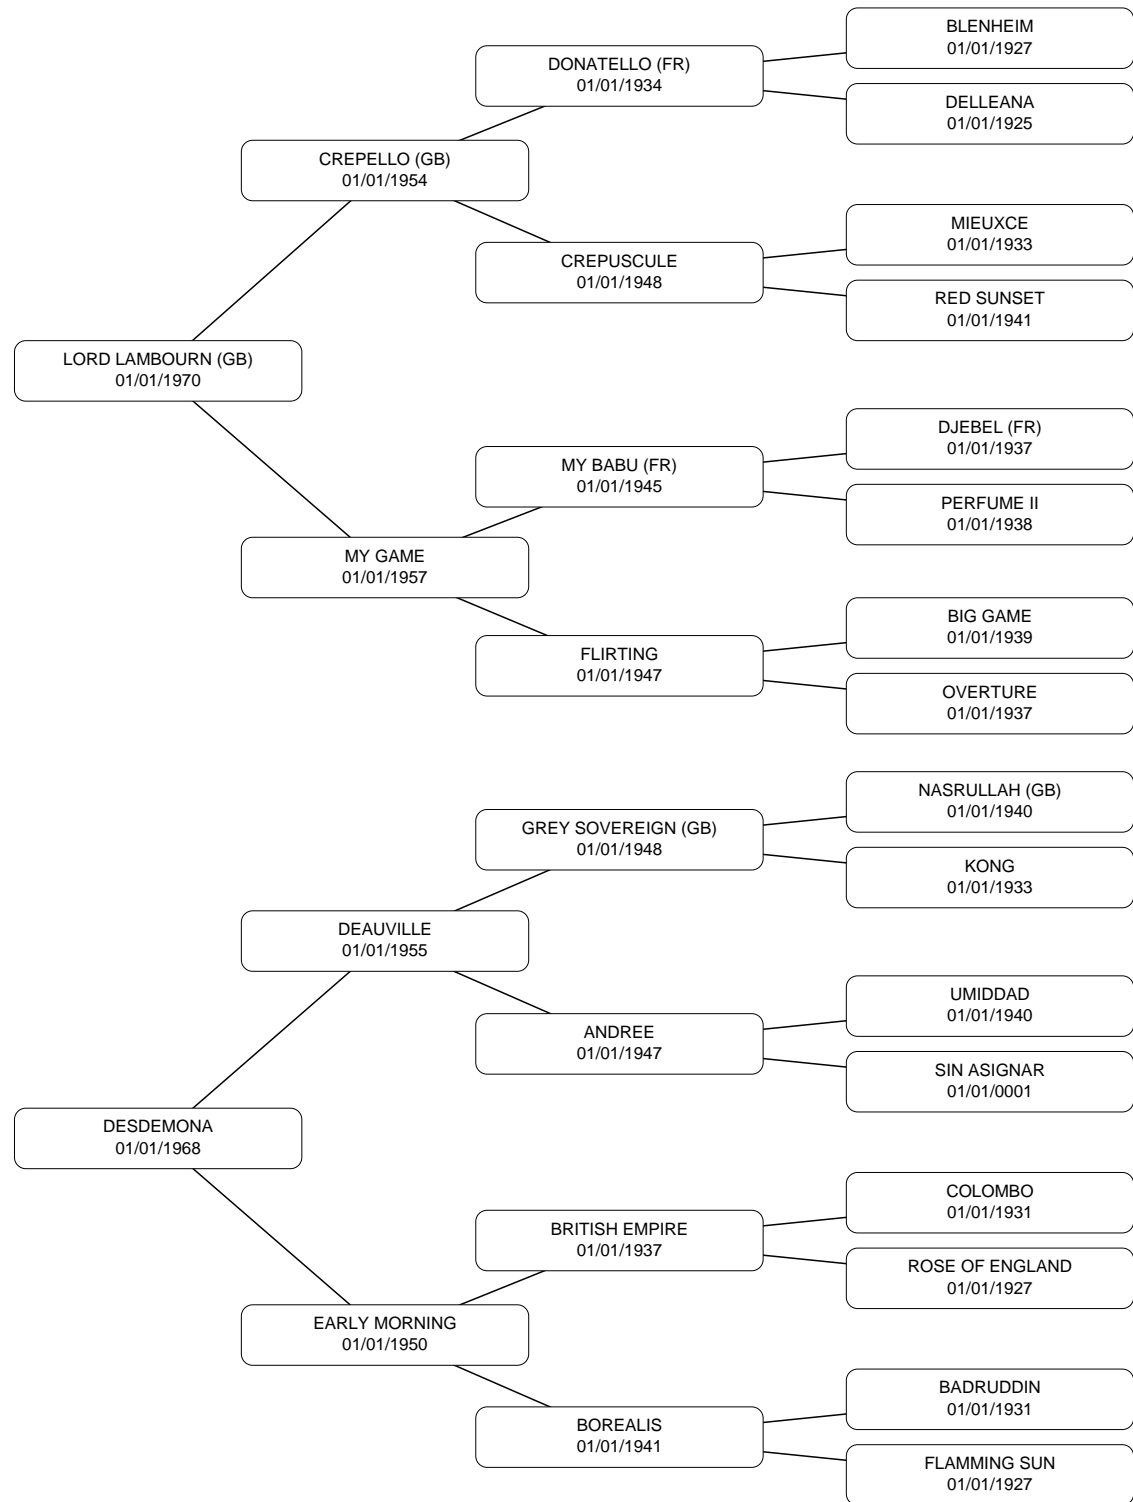 BLENHEIM
01/01/1927
DONATELLO (FR)
01/01/1934
DELLEANA
01/01/1925
CREPELLO (GB)
01/01/1954
MIEUXCE
01/01/1933
CREPUSCULE
01/01/1948
RED SUNSET
01/01/1941
LORD LAMBOURN (GB)
01/01/1970
DJEBEL (FR)
01/01/1937
MY BABU (FR)
01/01/1945
PERFUME II
01/01/1938
MY GAME
01/01/1957
BIG GAME
01/01/1939
FLIRTING
01/01/1947
OVERTURE
01/01/1937
NASRULLAH (GB)
01/01/1940
GREY SOVEREIGN (GB)
01/01/1948
KONG
01/01/1933
DEAUVILLE
01/01/1955
UMIDDAD
01/01/1940
ANDREE
01/01/1947
SIN ASIGNAR
01/01/0001
DESDEMONA
01/01/1968
COLOMBO
01/01/1931
BRITISH EMPIRE
01/01/1937
ROSE OF ENGLAND
01/01/1927
EARLY MORNING
01/01/1950
BADRUDDIN
01/01/1931
BOREALIS
01/01/1941
FLAMMING SUN
01/01/1927